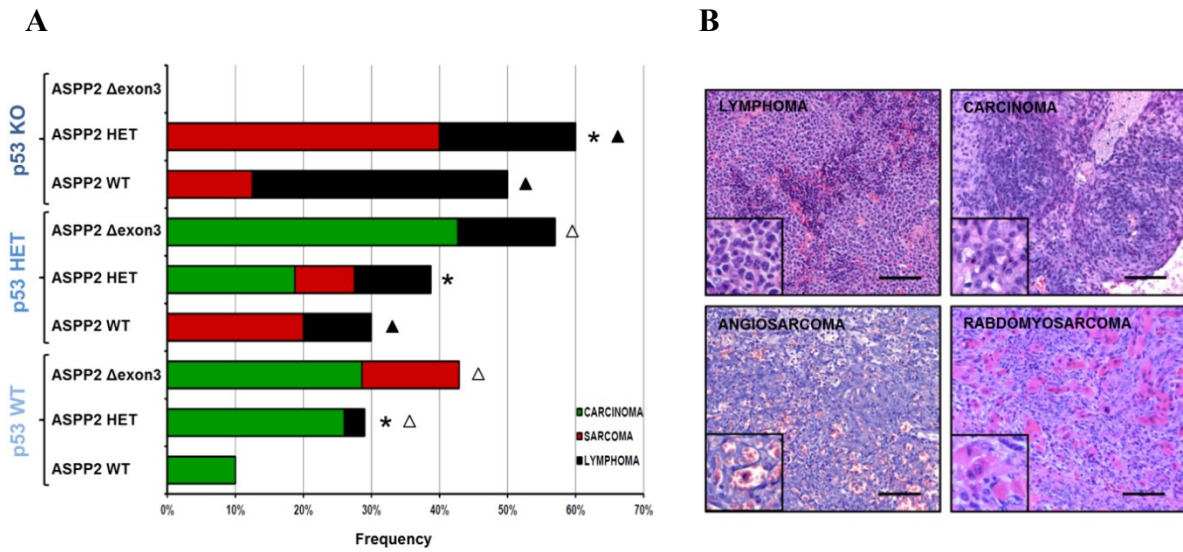 A
B
p53 KO
ASPP2 Δexon3
ASPP2 HET
* ▲
ASPP2 WT
▲
p53 HET
ASPP2 Δexon3
△
ASPP2 HET
*
ASPP2 WT
▲
p53 WT
ASPP2 Δexon3
△
ASPP2 HET
* △
ASPP2 WT
CARCINOMA
SARCOMA
LYMPHOMA
0% 10% 20% 30% 40% 50% 60% 70%
Frequency
LYMPHOMA
CARCINOMA
ANGIOSARCOMA
RABDOMYOSARCOMA